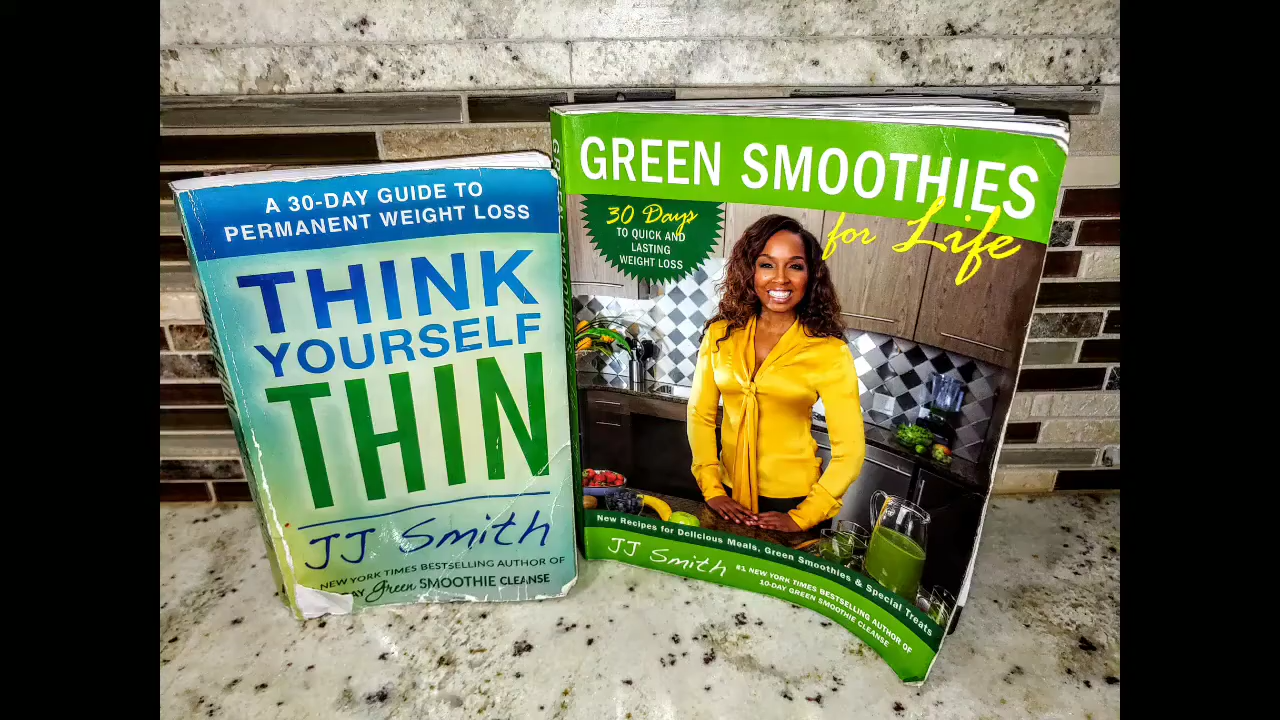 A 30-DAY GUIDE TO
PERMANENT WEIGHT LOSS
THINK
YOURSELF
THIN
JJ Smith
NEW YORK TIMES BESTSELLING AUTHOR OF
DAY Green SMOOTHIE CLEANSE
GREEN SMOOTHIES
for Life
30 Days
TO QUICK AND
LASTING
WEIGHT LOSS
New Recipes for Delicious Meals, Green Smoothies & Special Treats
JJ Smith
#1 NEW YORK TIMES BESTSELLING AUTHOR OF
10-DAY GREEN SMOOTHIE CLEANSE